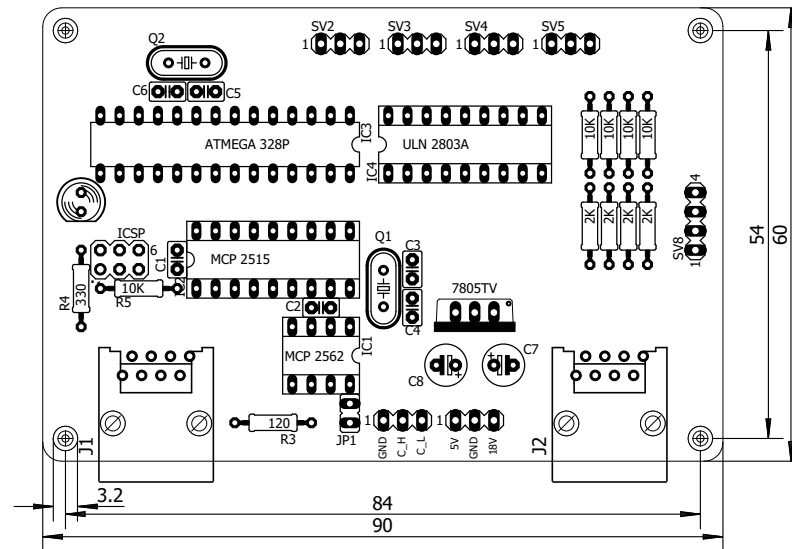 SV2 SV3 SV4 SV5
1 1 1 1
Q2
C6 C5
ATMEGA 328P IC3 ULN 2803A
IC4
10K 10K 10K 10K
4
2K 2K 2K 2K
SV8
1
54
60
ICSP
6
C1
MCP 2515
Q1
C3
R4
330
10K
R5
C2
C4
7805TV
MCP 2562
IC1
C8 + + C7
J1
120
R3
JP1
1 1
GND C_H C_L 5V GND 18V
J2
3.2
84
90